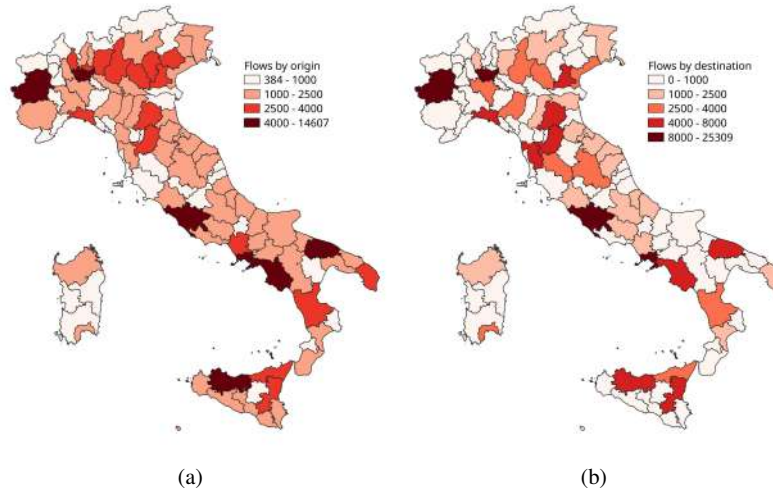 Flows by origin
384 - 1000
1000 - 2500
2500 - 4000
4000 - 14607
Flows by destination
0 - 1000
1000 - 2500
2500 - 4000
4000 - 8000
8000 - 25309
(a)
(b)